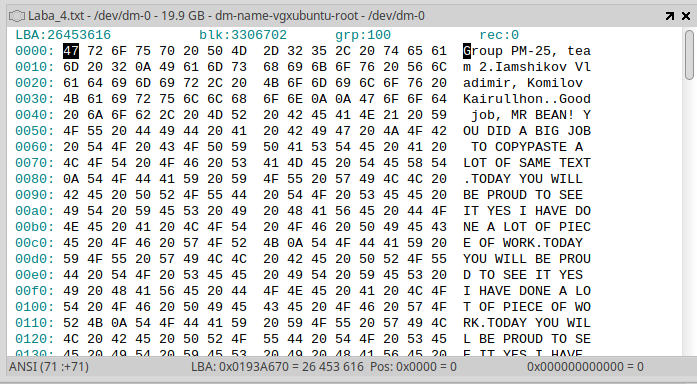 Laba_4.txt - /dev/dm-0 - 19.9 GB - dm-name-vgxubuntu-root - /dev/dm-0
LBA:26453616 blk:3306702 grp:100 rec:0
0000: 47 72 6F 75 70 20 50 4D 2D 32 35 2C 20 74 65 61 Group PM-25, tea
0010: 6D 20 32 0A 49 61 6D 73 68 69 6B 6F 76 20 56 6C m 2.Iamshikov Vl
0020: 61 64 69 6D 69 72 2C 20 4B 6F 6D 69 6C 6F 76 20 adimir, Komilov
0030: 4B 61 69 72 75 6C 6C 68 6F 6E 0A 0A 47 6F 6F 64 Kairullhon..Good
0040: 20 6A 6F 62 2C 20 4D 52 20 42 45 41 4E 21 20 59 job, MR BEAN! Y
0050: 4F 55 20 44 49 44 20 41 20 42 49 47 20 4A 4F 42 OU DID A BIG JOB
0060: 20 54 4F 20 43 4F 50 59 50 41 53 54 45 20 41 20 TO COPYPASTE A
0070: 4C 4F 54 20 4F 46 20 53 41 4D 45 20 54 45 58 54 LOT OF SAME TEXT
0080: 0A 54 4F 44 41 59 20 59 4F 55 20 57 49 4C 4C 20 .TODAY YOU WILL
0090: 42 45 20 50 52 4F 55 44 20 54 4F 20 53 45 45 20 BE PROUD TO SEE
00a0: 49 54 20 59 45 53 20 49 20 48 41 56 45 20 44 4F IT YES I HAVE DO
00b0: 4E 45 20 41 20 4C 4F 54 20 4F 46 20 50 49 45 43 NE A LOT OF PIEC
00c0: 45 20 4F 46 20 57 4F 52 4B 0A 54 4F 44 41 59 20 E OF WORK.TODAY
00d0: 59 4F 55 20 57 49 4C 4C 20 42 45 20 50 52 4F 55 YOU WILL BE PROU
00e0: 44 20 54 4F 20 53 45 45 20 49 54 20 59 45 53 20 D TO SEE IT YES
00f0: 49 20 48 41 56 45 20 44 4F 4E 45 20 41 20 4C 4F I HAVE DONE A LO
0100: 54 20 4F 46 20 50 49 45 43 45 20 4F 46 20 57 4F T OF PIECE OF WO
0110: 52 4B 0A 54 4F 44 41 59 20 59 4F 55 20 57 49 4C RK.TODAY YOU WIL
0120: 4C 20 42 45 20 50 52 4F 55 44 20 54 4F 20 53 45 L BE PROUD TO SE
0130: 45 20 49 54 20 59 45 53 20 49 20 48 41 56 45 20 E IT YES I HAVE
ANSI (71 :+71) LBA: 0x0193A670 = 26 453 616 Pos: 0x0000 = 0 0x000000000000 = 0